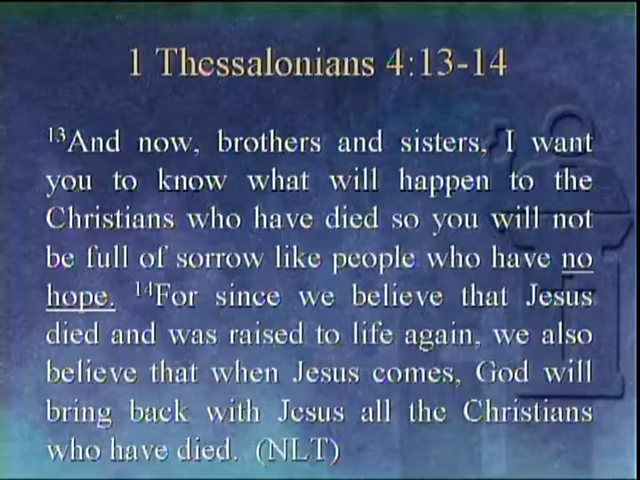 1 Thessalonians 4:13-14
13And now, brothers and sisters, I want
you to know what will happen to the
Christians who have died so you will not
be full of sorrow like people who have no
hope. 14For since we believe that Jesus
died and was raised to life again, we also
believe that when Jesus comes, God will
bring back with Jesus all the Christians
who have died. (NLT)